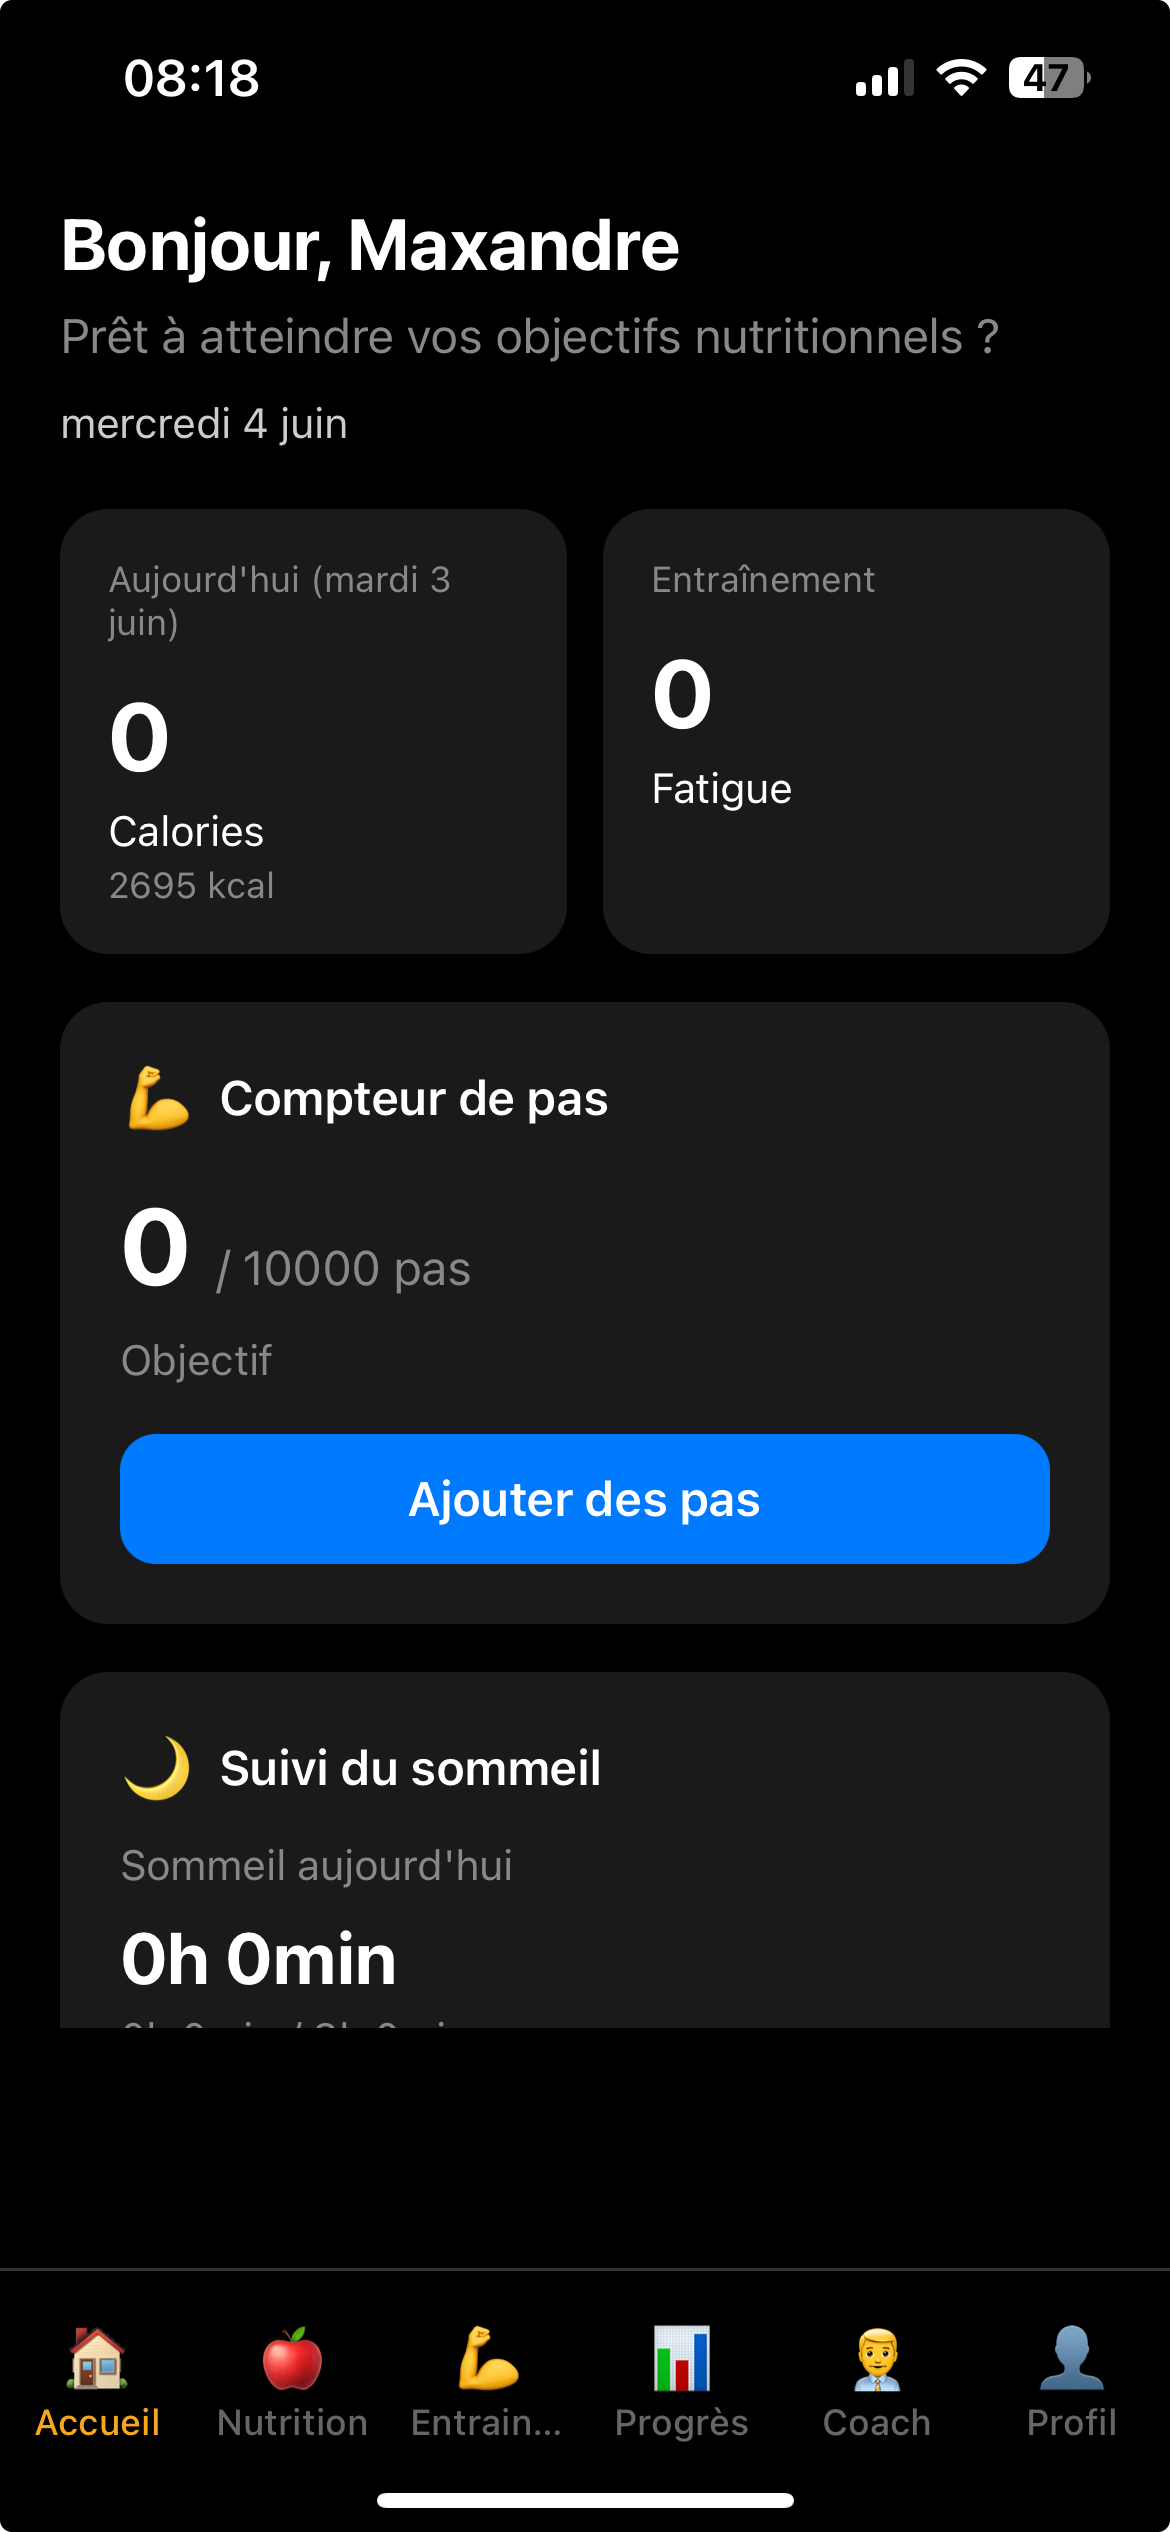 08:18
47
Bonjour, Maxandre
Prêt à atteindre vos objectifs nutritionnels ?
mercredi 4 juin
Aujourd'hui (mardi 3
juin)
0
Calories
2695 kcal
Entraînement
0
Fatigue
Compteur de pas
0 / 10000 pas
Objectif
Ajouter des pas
Suivi du sommeil
Sommeil aujourd'hui
0h 0min
Accueil
Nutrition
Entrain...
Progrès
Coach
Profil